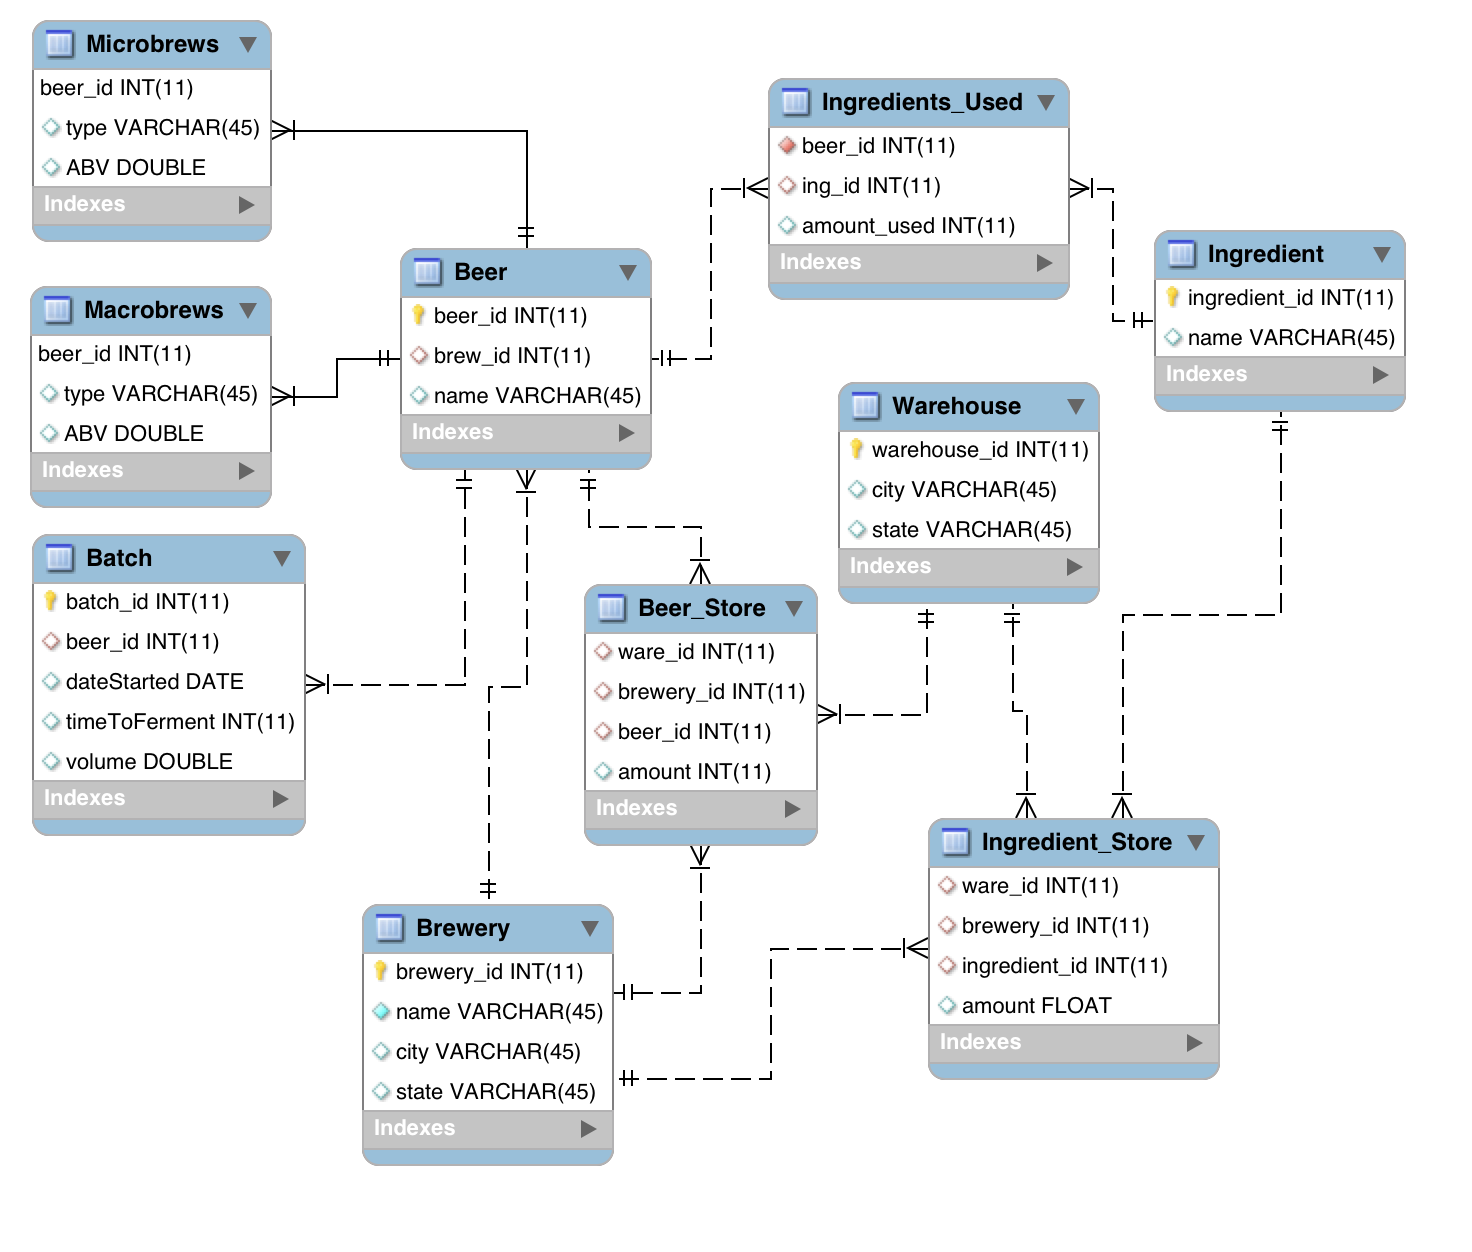 Microbrews
beer_id INT(11)
type VARCHAR(45)
ABV DOUBLE
Indexes
Macrobrews
beer_id INT(11)
type VARCHAR(45)
ABV DOUBLE
Indexes
Batch
batch_id INT(11)
beer_id INT(11)
dateStarted DATE
timeToFerment INT(11)
volume DOUBLE
Indexes
Beer
beer_id INT(11)
brew_id INT(11)
name VARCHAR(45)
Indexes
Ingredients_Used
beer_id INT(11)
ing_id INT(11)
amount_used INT(11)
Indexes
Ingredient
ingredient_id INT(11)
name VARCHAR(45)
Indexes
Warehouse
warehouse_id INT(11)
city VARCHAR(45)
state VARCHAR(45)
Indexes
Beer_Store
ware_id INT(11)
brewery_id INT(11)
beer_id INT(11)
amount INT(11)
Indexes
Brewery
brewery_id INT(11)
name VARCHAR(45)
city VARCHAR(45)
state VARCHAR(45)
Indexes
Ingredient_Store
ware_id INT(11)
brewery_id INT(11)
ingredient_id INT(11)
amount FLOAT
Indexes